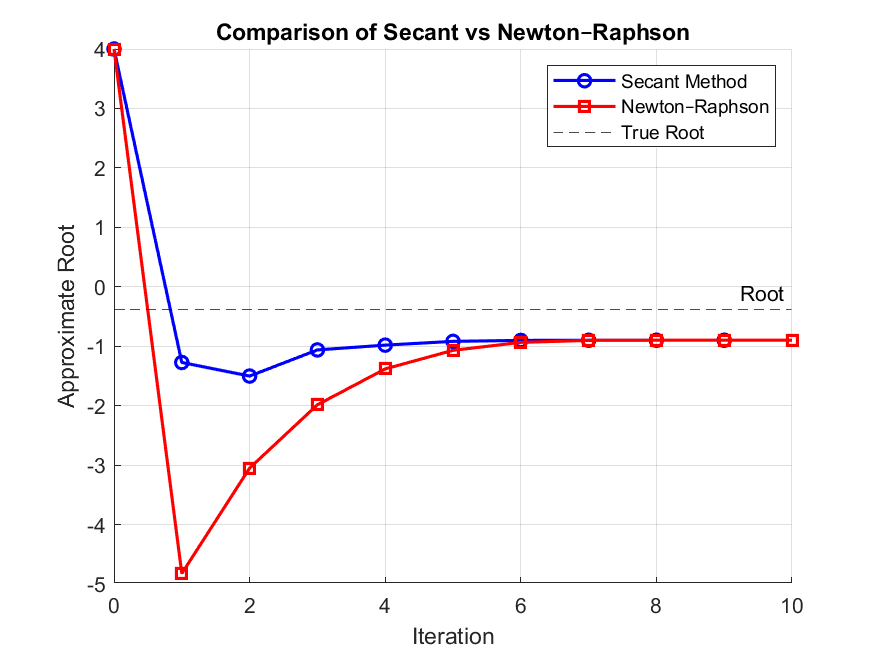 Comparison of Secant vs Newton−Raphson
Secant Method
Newton−Raphson
True Root
Root
Approximate Root
4
3
2
1
0
-1
-2
-3
-4
-5
0
2
4
6
8
10
Iteration